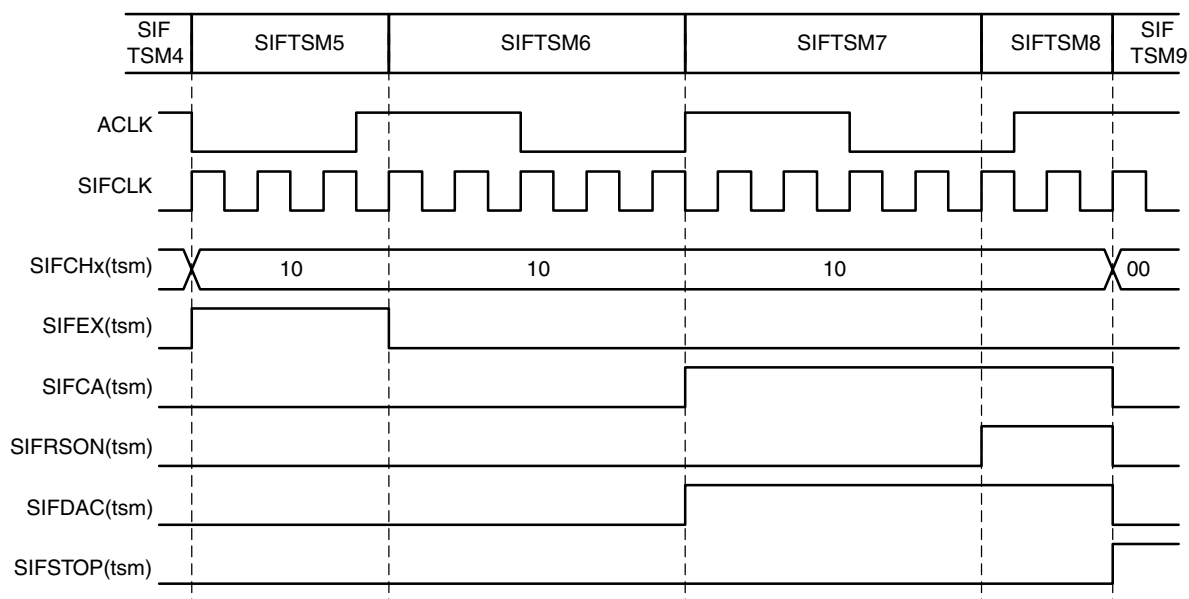 SIF
TSM4
SIFTSM5
SIFTSM6
SIFTSM7
SIFTSM8
SIF
TSM9
ACLK
SIFCLK
SIFCHx(tsm)
10
10
10
00
SIFEX(tsm)
SIFCA(tsm)
SIFRSON(tsm)
SIFDAC(tsm)
SIFSTOP(tsm)